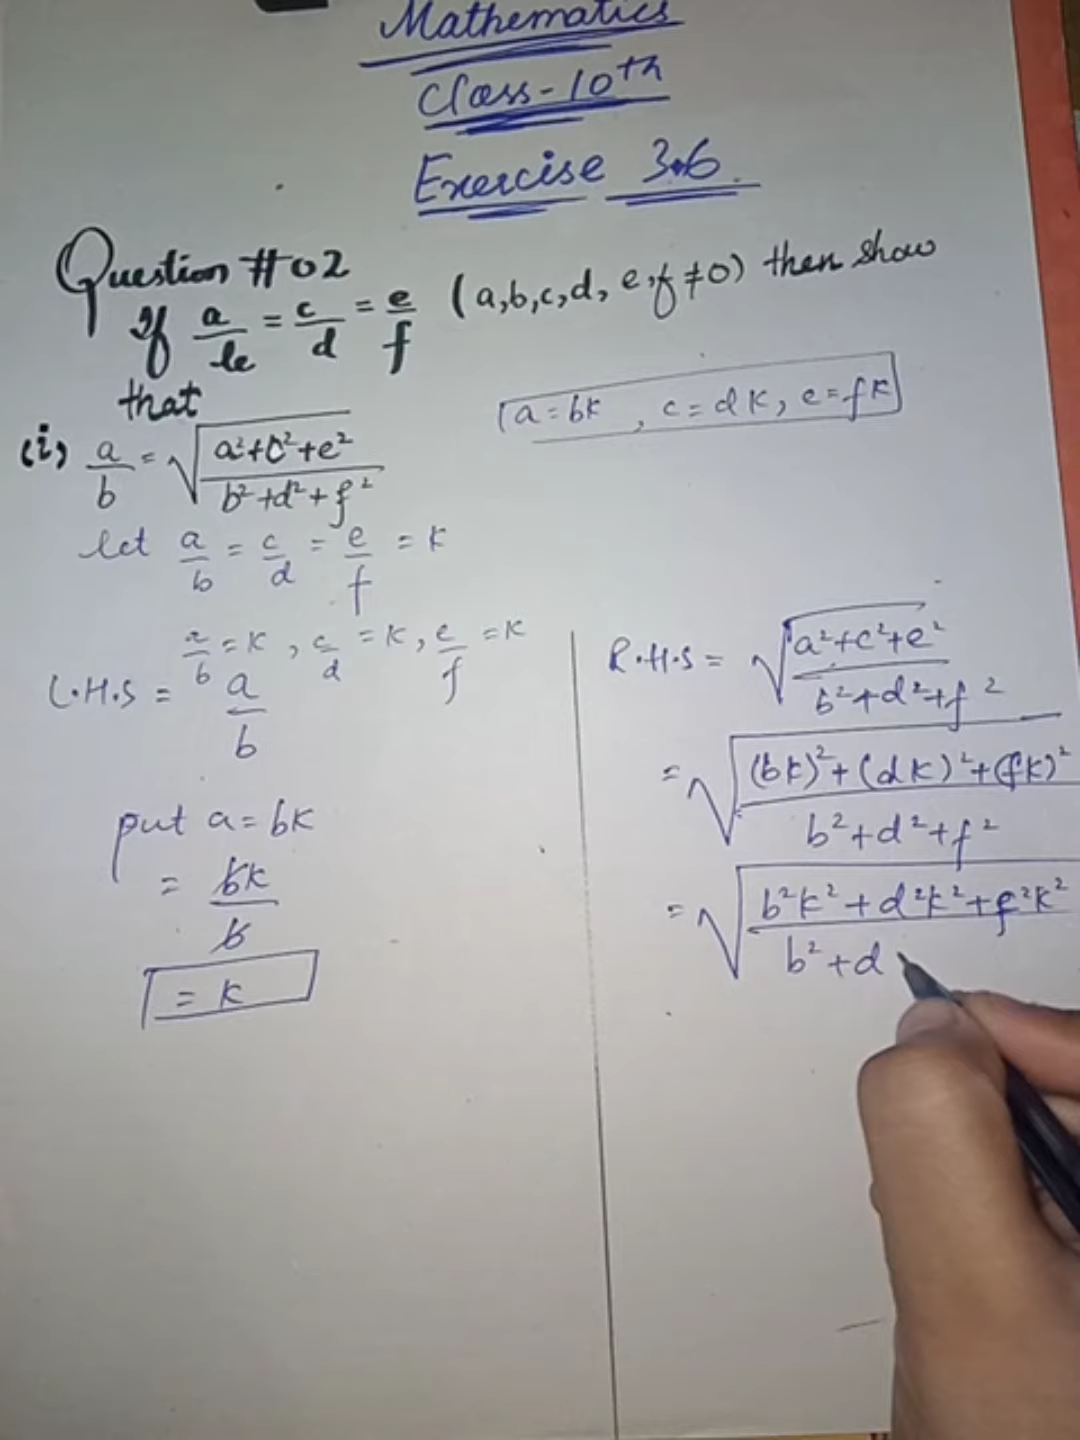 Mathematics
Class-10th
Exercise 3.6.
Question #02
If a/b = c/d = e/f (a,b,c,d,e,f≠0) then show
that
a=bk, c=dk, e=fk
(i) a/b = √((a²+c²+e²)/(b²+d²+f²))
let a/b = c/d = e/f = k
a/b = k, c/d = k, e/f = k
L.H.S = a/b
put a=bk
= bk/b
= k
R.H.S = √((a²+c²+e²)/(b²+d²+f²))
= √(((bk)²+(dk)²+(fk)²)/(b²+d²+f²))
= √((b²k²+d²k²+f²k²)/(b²+d